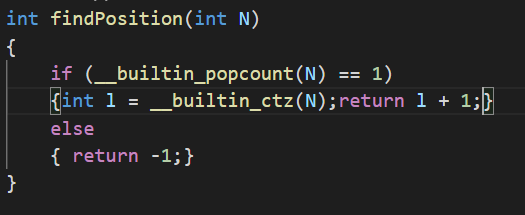 int findPosition(int N)
{
    if (__builtin_popcount(N) == 1)
    {int l = __builtin_ctz(N);return l + 1;}
    else
    { return -1;}
}